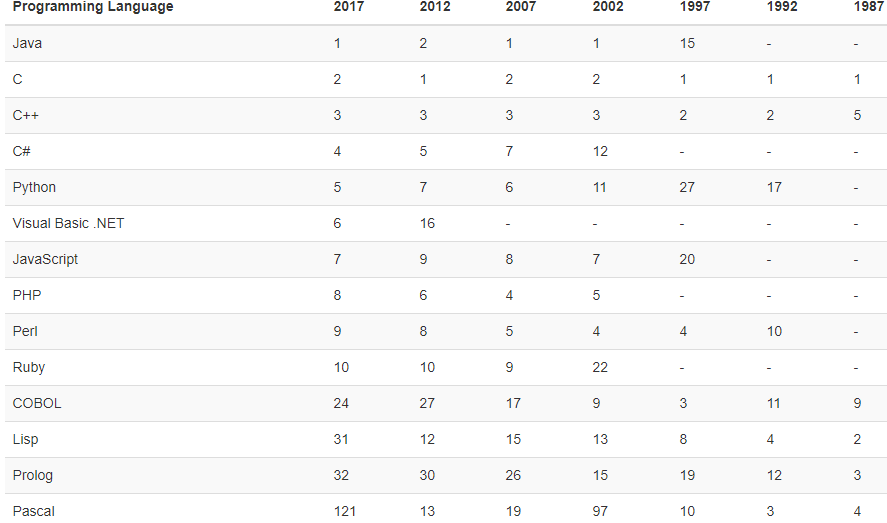 Programming Language 2017 2012 2007 2002 1997 1992 1987
Java 1 2 1 1 15 - -
C 2 1 2 2 1 1 1
C++ 3 3 3 3 2 2 5
C# 4 5 7 12 - - -
Python 5 7 6 11 27 17 -
Visual Basic .NET 6 16 - - - - -
JavaScript 7 9 8 7 20 - -
PHP 8 6 4 5 - - -
Perl 9 8 5 4 4 10 -
Ruby 10 10 9 22 - - -
COBOL 24 27 17 9 3 11 9
Lisp 31 12 15 13 8 4 2
Prolog 32 30 26 15 19 12 3
Pascal 121 13 19 97 10 3 4